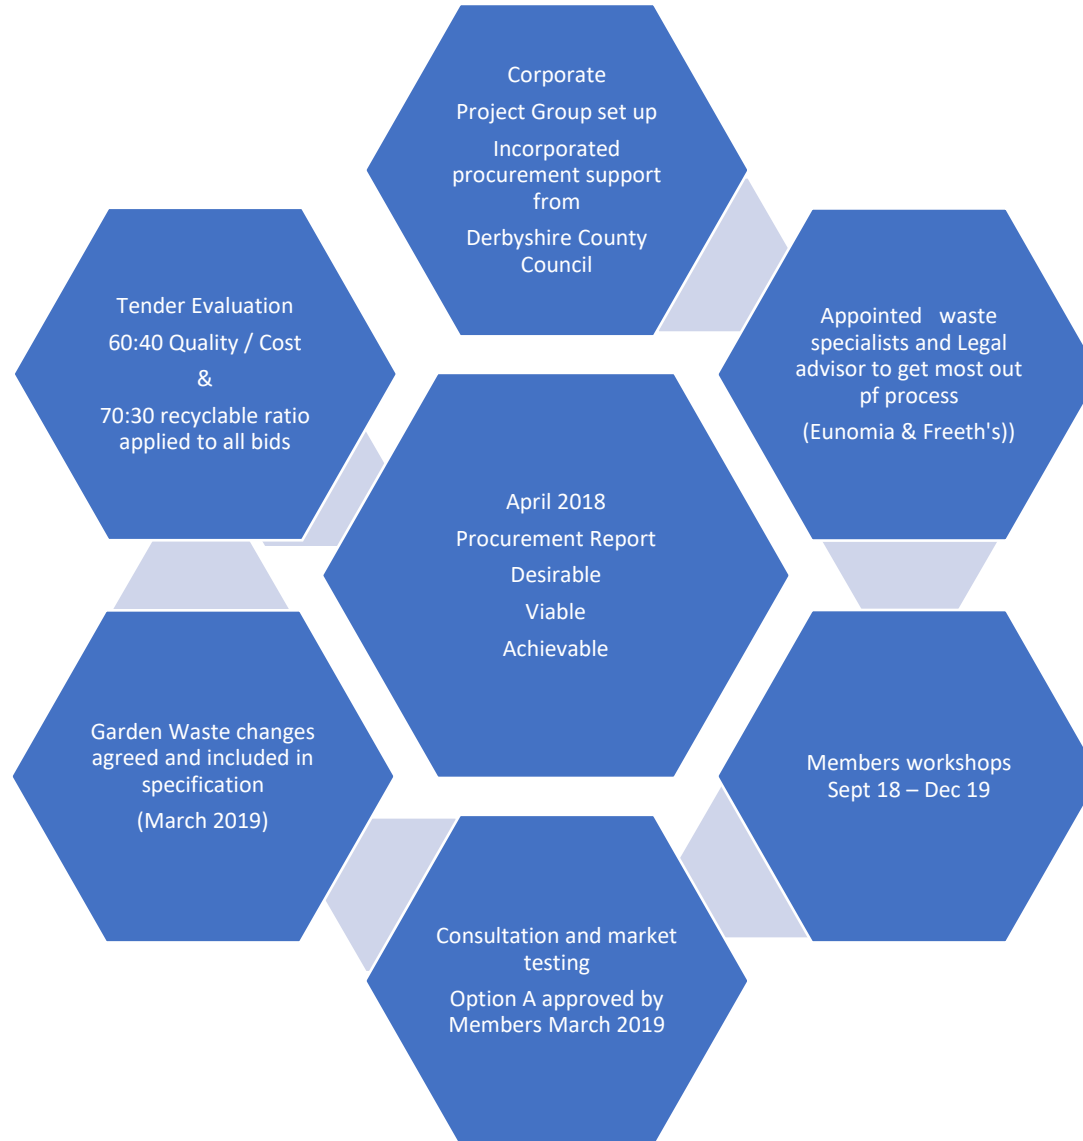 Corporate
Project Group set up
Incorporated
procurement support
from
Derbyshire County
Council
Appointed waste
specialists and Legal
advisor to get most out
pf process
(Eunomia & Freeth's))
Members workshops
Sept 18 – Dec 19
Consultation and market
testing
Option A approved by
Members March 2019
Garden Waste changes
agreed and included in
specification
(March 2019)
Tender Evaluation
60:40 Quality / Cost
&
70:30 recyclable ratio
applied to all bids
April 2018
Procurement Report
Desirable
Viable
Achievable